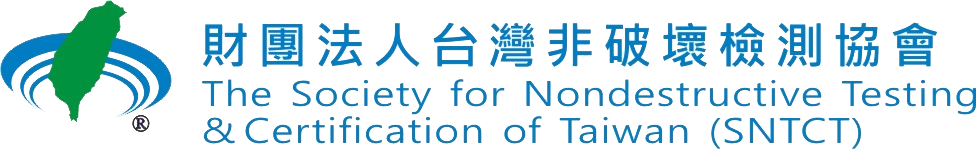 財團法人台灣非破壞檢測協會
The Society for Nondestructive Testing
& Certification of Taiwan (SNTCT)
®